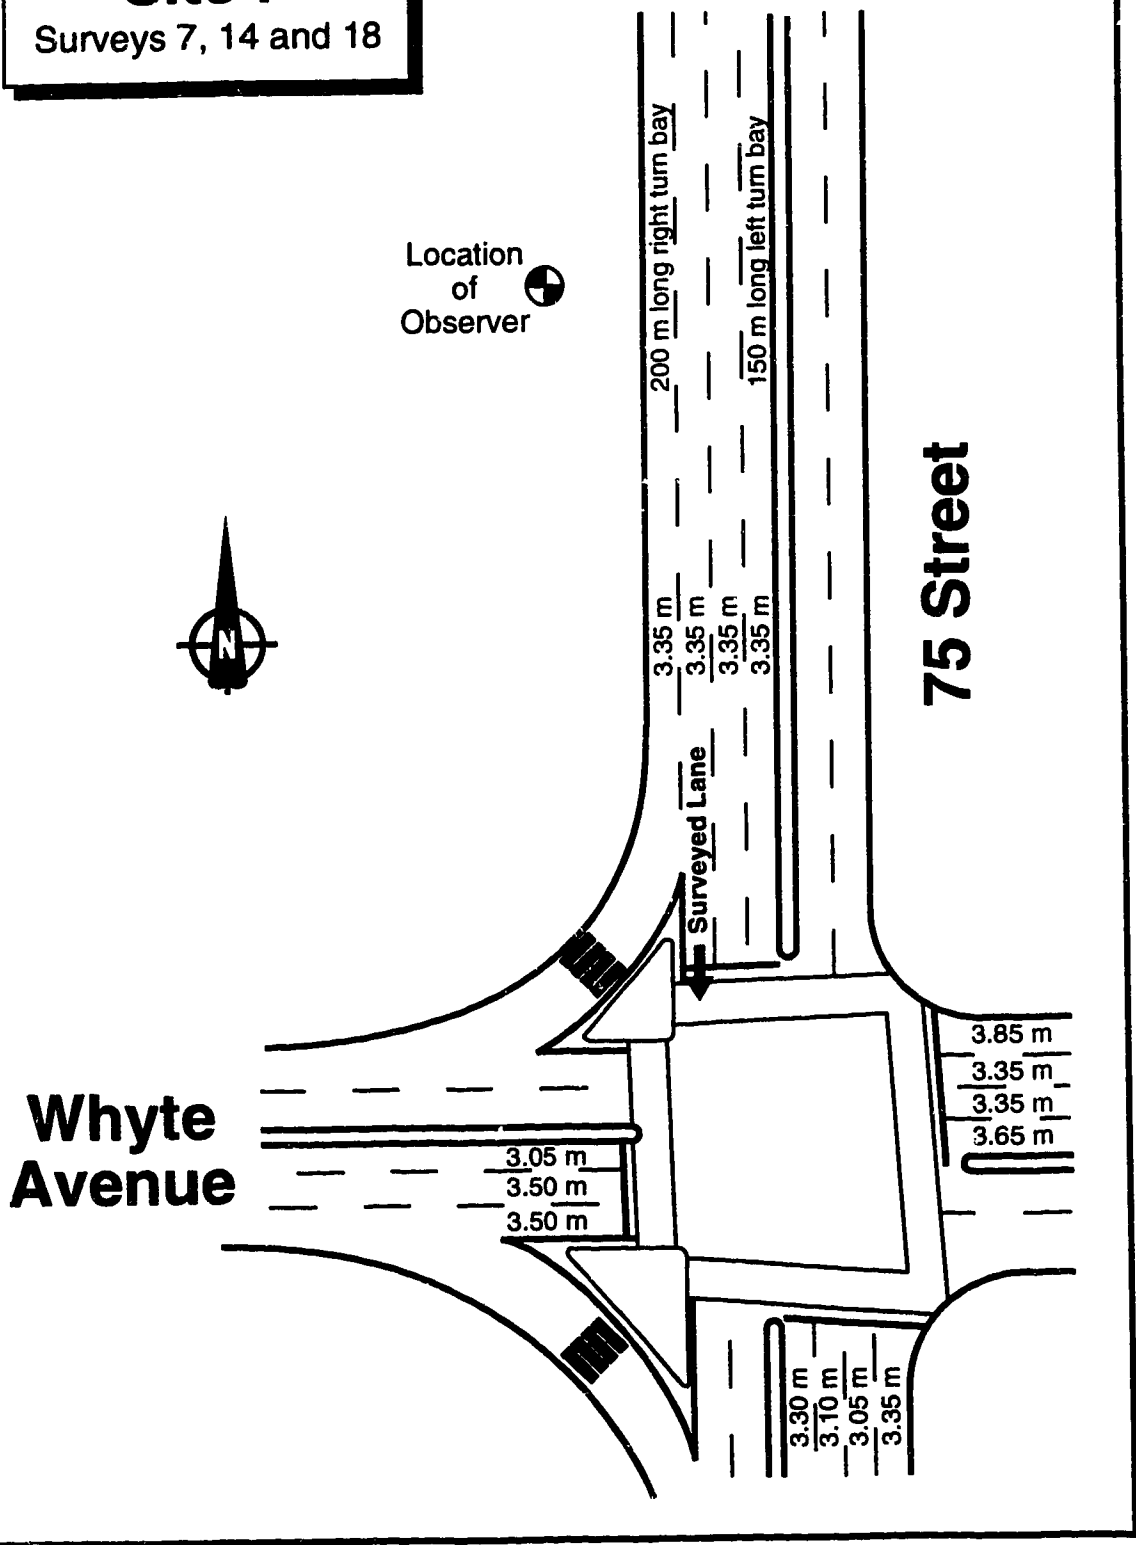 Surveys 7, 14 and 18
200 m long right turn bay
150 m long left turn bay
Location
of
Observer
75 Street
N
3.35 m
3.35 m
3.35 m
3.35 m
Surveyed Lane
Whyte
Avenue
3.85 m
3.35 m
3.35 m
3.65 m
3.05 m
3.50 m
3.50 m
3.30 m
3.10 m
3.05 m
3.35 m